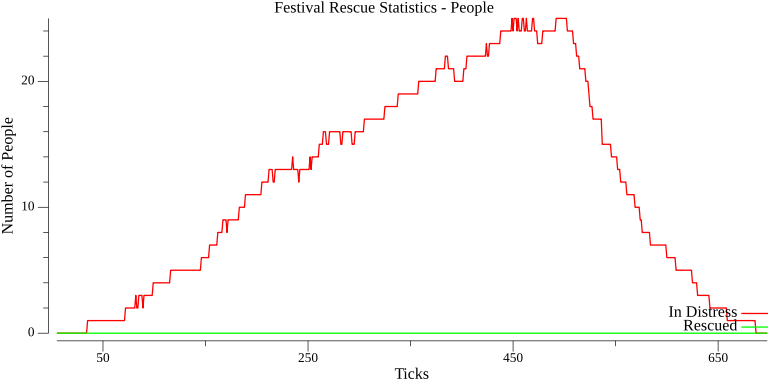 Festival Rescue Statistics - People
Number of People
20
10
0
In Distress
Rescued
50
250
450
650
Ticks